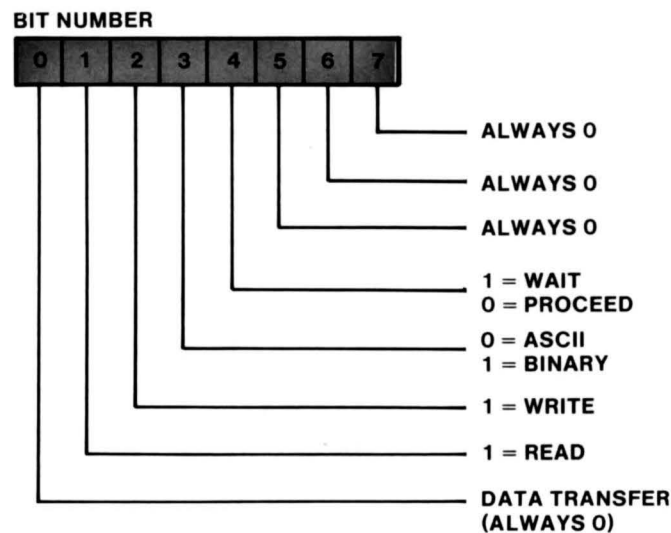 BIT NUMBER
0 1 2 3 4 5 6 7
ALWAYS 0
ALWAYS 0
ALWAYS 0
1 = WAIT
0 = PROCEED
0 = ASCII
1 = BINARY
1 = WRITE
1 = READ
DATA TRANSFER
(ALWAYS 0)